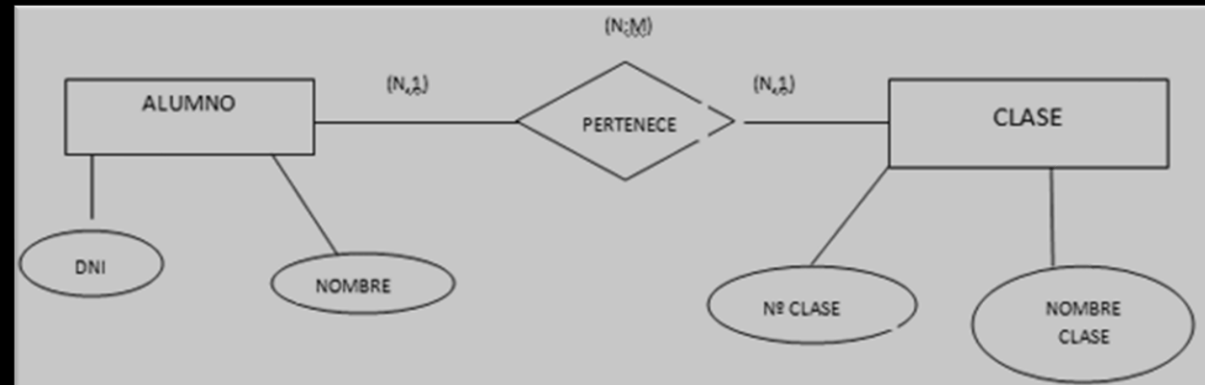 (N:M)
(N,1)
(N,1)
ALUMNO
PERTENECE
CLASE
DNI
NOMBRE
Nº CLASE
NOMBRE
CLASE